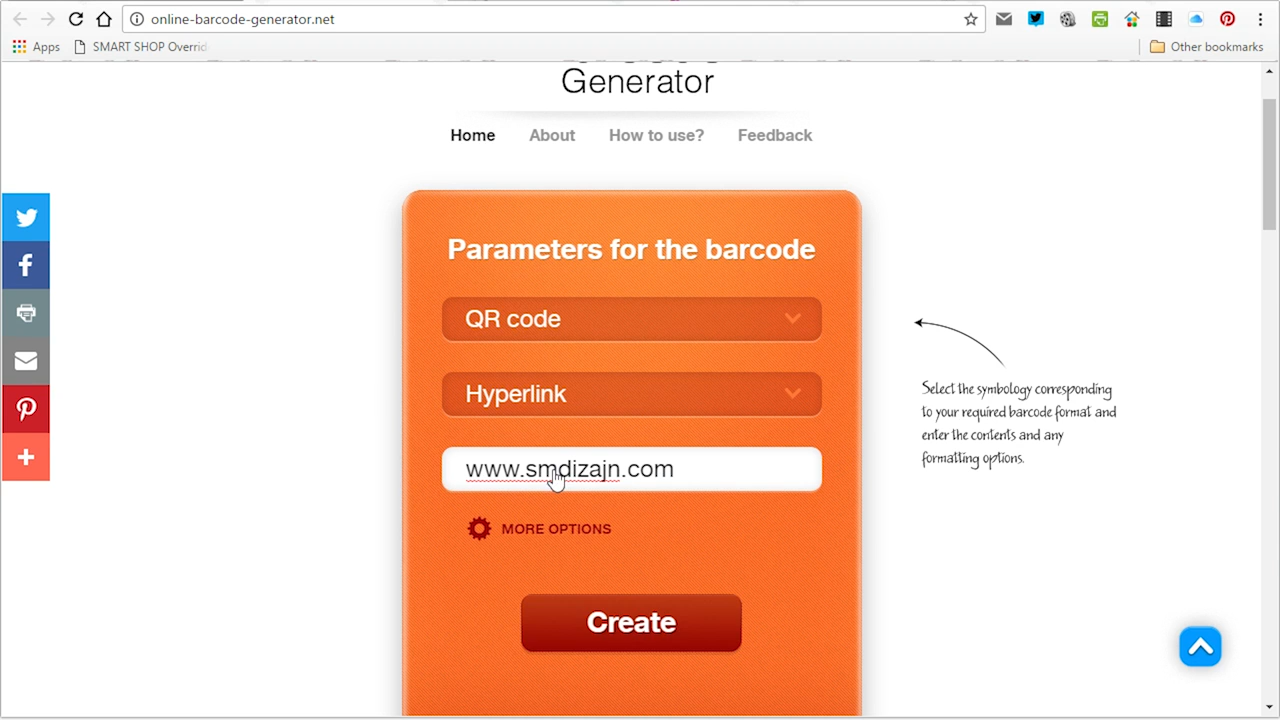 online-barcode-generator.net
Apps
SMART SHOP Overrid
Other bookmarks
Generator
Home About How to use? Feedback
Parameters for the barcode
QR code
Hyperlink
www.smdizajn.com
MORE OPTIONS
Create
Select the symbology corresponding
to your required barcode format and
enter the contents and any
formatting options.